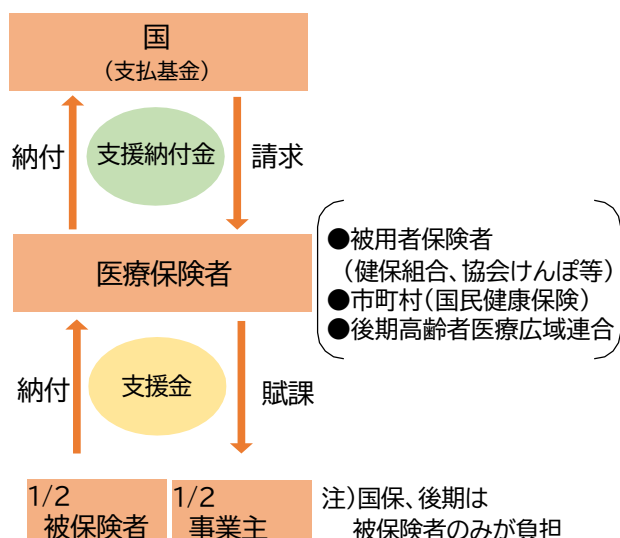 国
(支払基金)
納付
支援納付金
請求
医療保険者
●被用者保険者
(健保組合、協会けんぽ等)
●市町村(国民健康保険)
●後期高齢者医療広域連合
納付
支援金
賦課
1/2
被保険者
1/2
事業主
注)国保、後期は
被保険者のみが負担